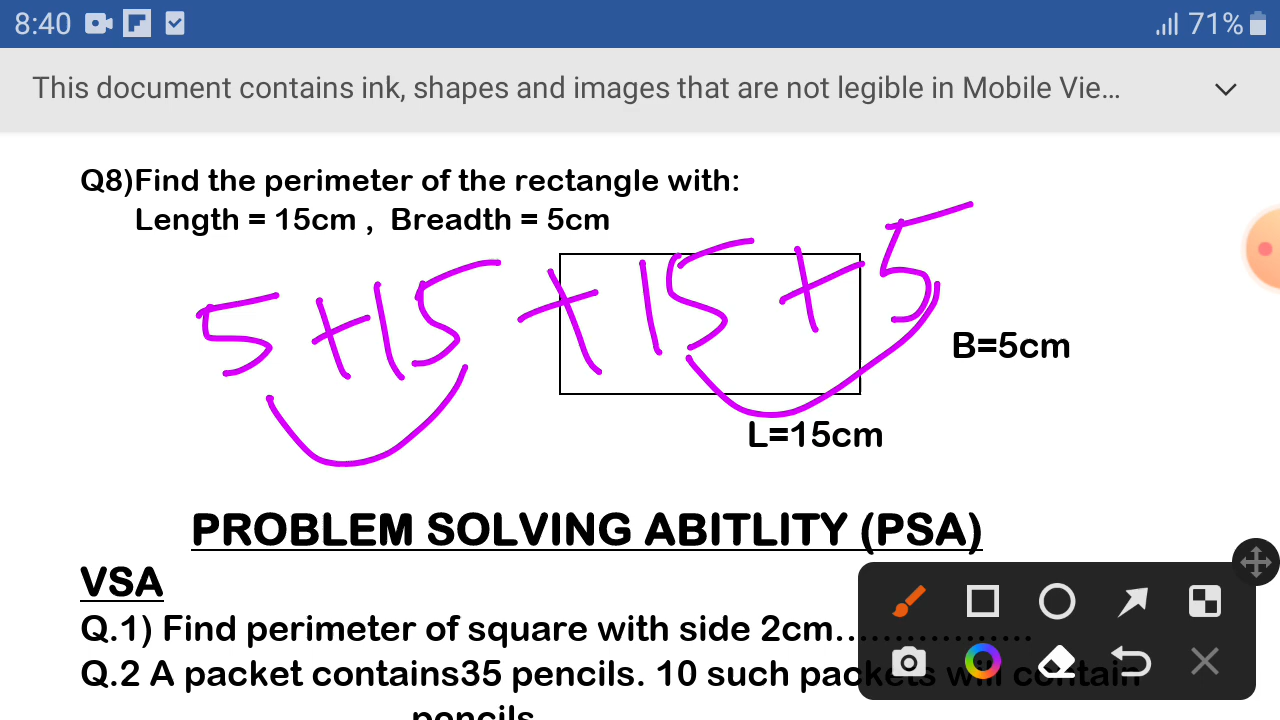 8:40 71%
This document contains ink, shapes and images that are not legible in Mobile Vie...
Q8)Find the perimeter of the rectangle with:
Length = 15cm , Breadth = 5cm
5+15+15+5
B=5cm
L=15cm
PROBLEM SOLVING ABITLITY (PSA)
VSA
Q.1) Find perimeter of square with side 2cm..................
Q.2 A packet contains35 pencils. 10 such packets will contain
pencils